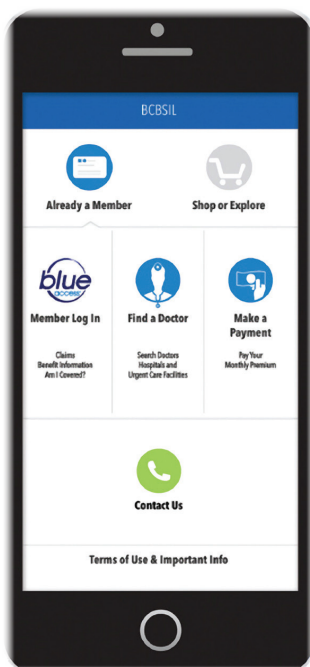 BCBSIL
Already a Member
Shop or Explore
blue
access
Member Log In
Claims
Benefit Information
Am I Covered?
Find a Doctor
Search Doctors
Hospitals and
Urgent Care Facilities
Make a
Payment
Pay Your
Monthly Premium
Contact Us
Terms of Use & Important Info